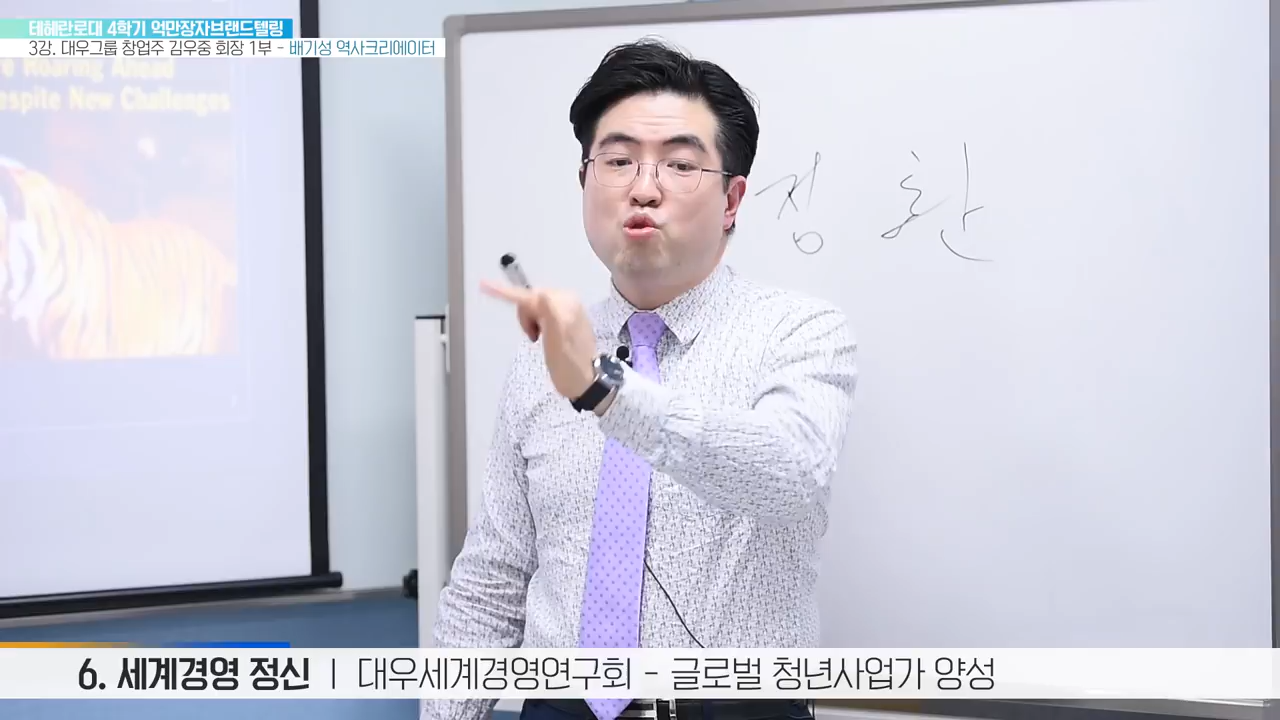 테헤란로대 4학기 억만장자브랜드텔링
3강. 대우그룹 창업주 김우중 회장 1부 - 배기성 역사크리에이터
Roaring Ahead
espite New Challenges
정 환
6. 세계경영 정신 | 대우세계경영연구회 - 글로벌 청년사업가 양성